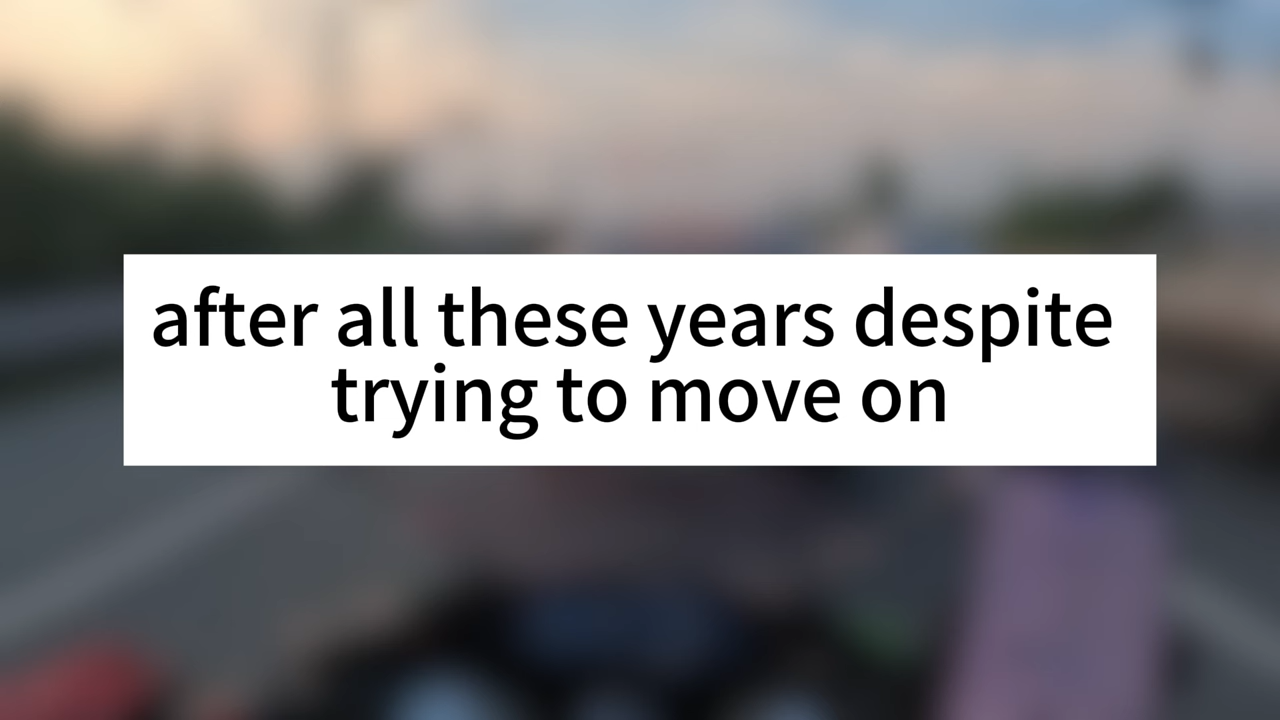 after all these years despite
trying to move on